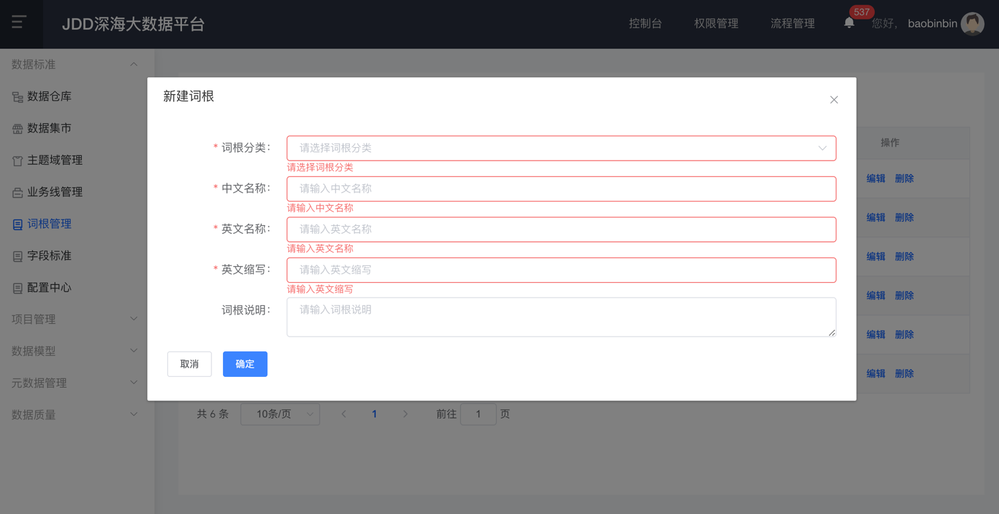 JDD深海大数据平台
控制台
权限管理
流程管理
537
您好,
baobinbin
数据标准
数据仓库
数据集市
主题域管理
业务线管理
词根管理
字段标准
配置中心
项目管理
数据模型
元数据管理
数据质量
新建词根
* 词根分类:
请选择词根分类
请选择词根分类
* 中文名称:
请输入中文名称
请输入中文名称
* 英文名称:
请输入英文名称
请输入英文名称
* 英文缩写:
请输入英文缩写
请输入英文缩写
词根说明:
请输入词根说明
取消
确定
操作
编辑 删除
编辑 删除
编辑 删除
编辑 删除
编辑 删除
编辑 删除
共 6 条
10条/页
1
前往 1 页